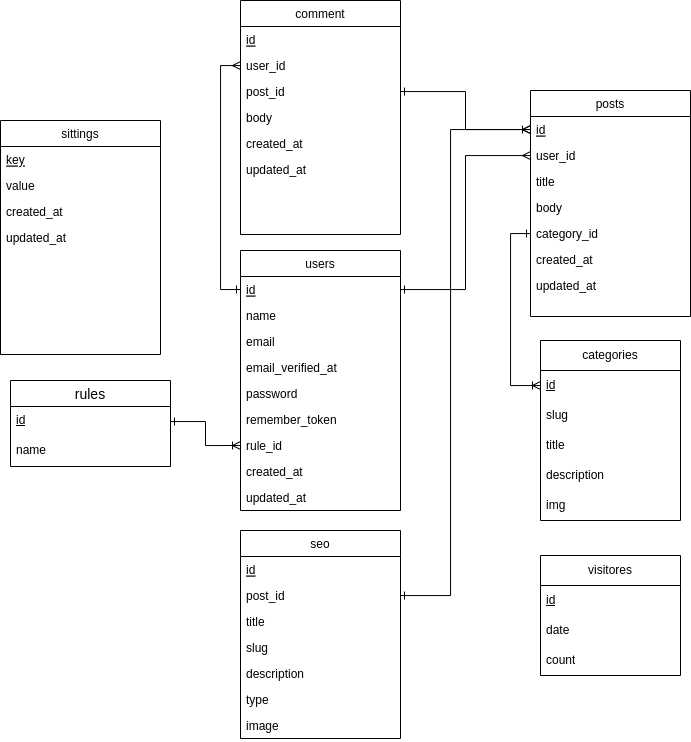 comment
id
user_id
post_id
body
created_at
updated_at
posts
id
user_id
title
body
category_id
created_at
updated_at
sittings
key
value
created_at
updated_at
users
id
name
email
email_verified_at
password
remember_token
rule_id
created_at
updated_at
categories
id
slug
title
description
img
rules
id
name
seo
id
post_id
title
slug
description
type
image
visitores
id
date
count